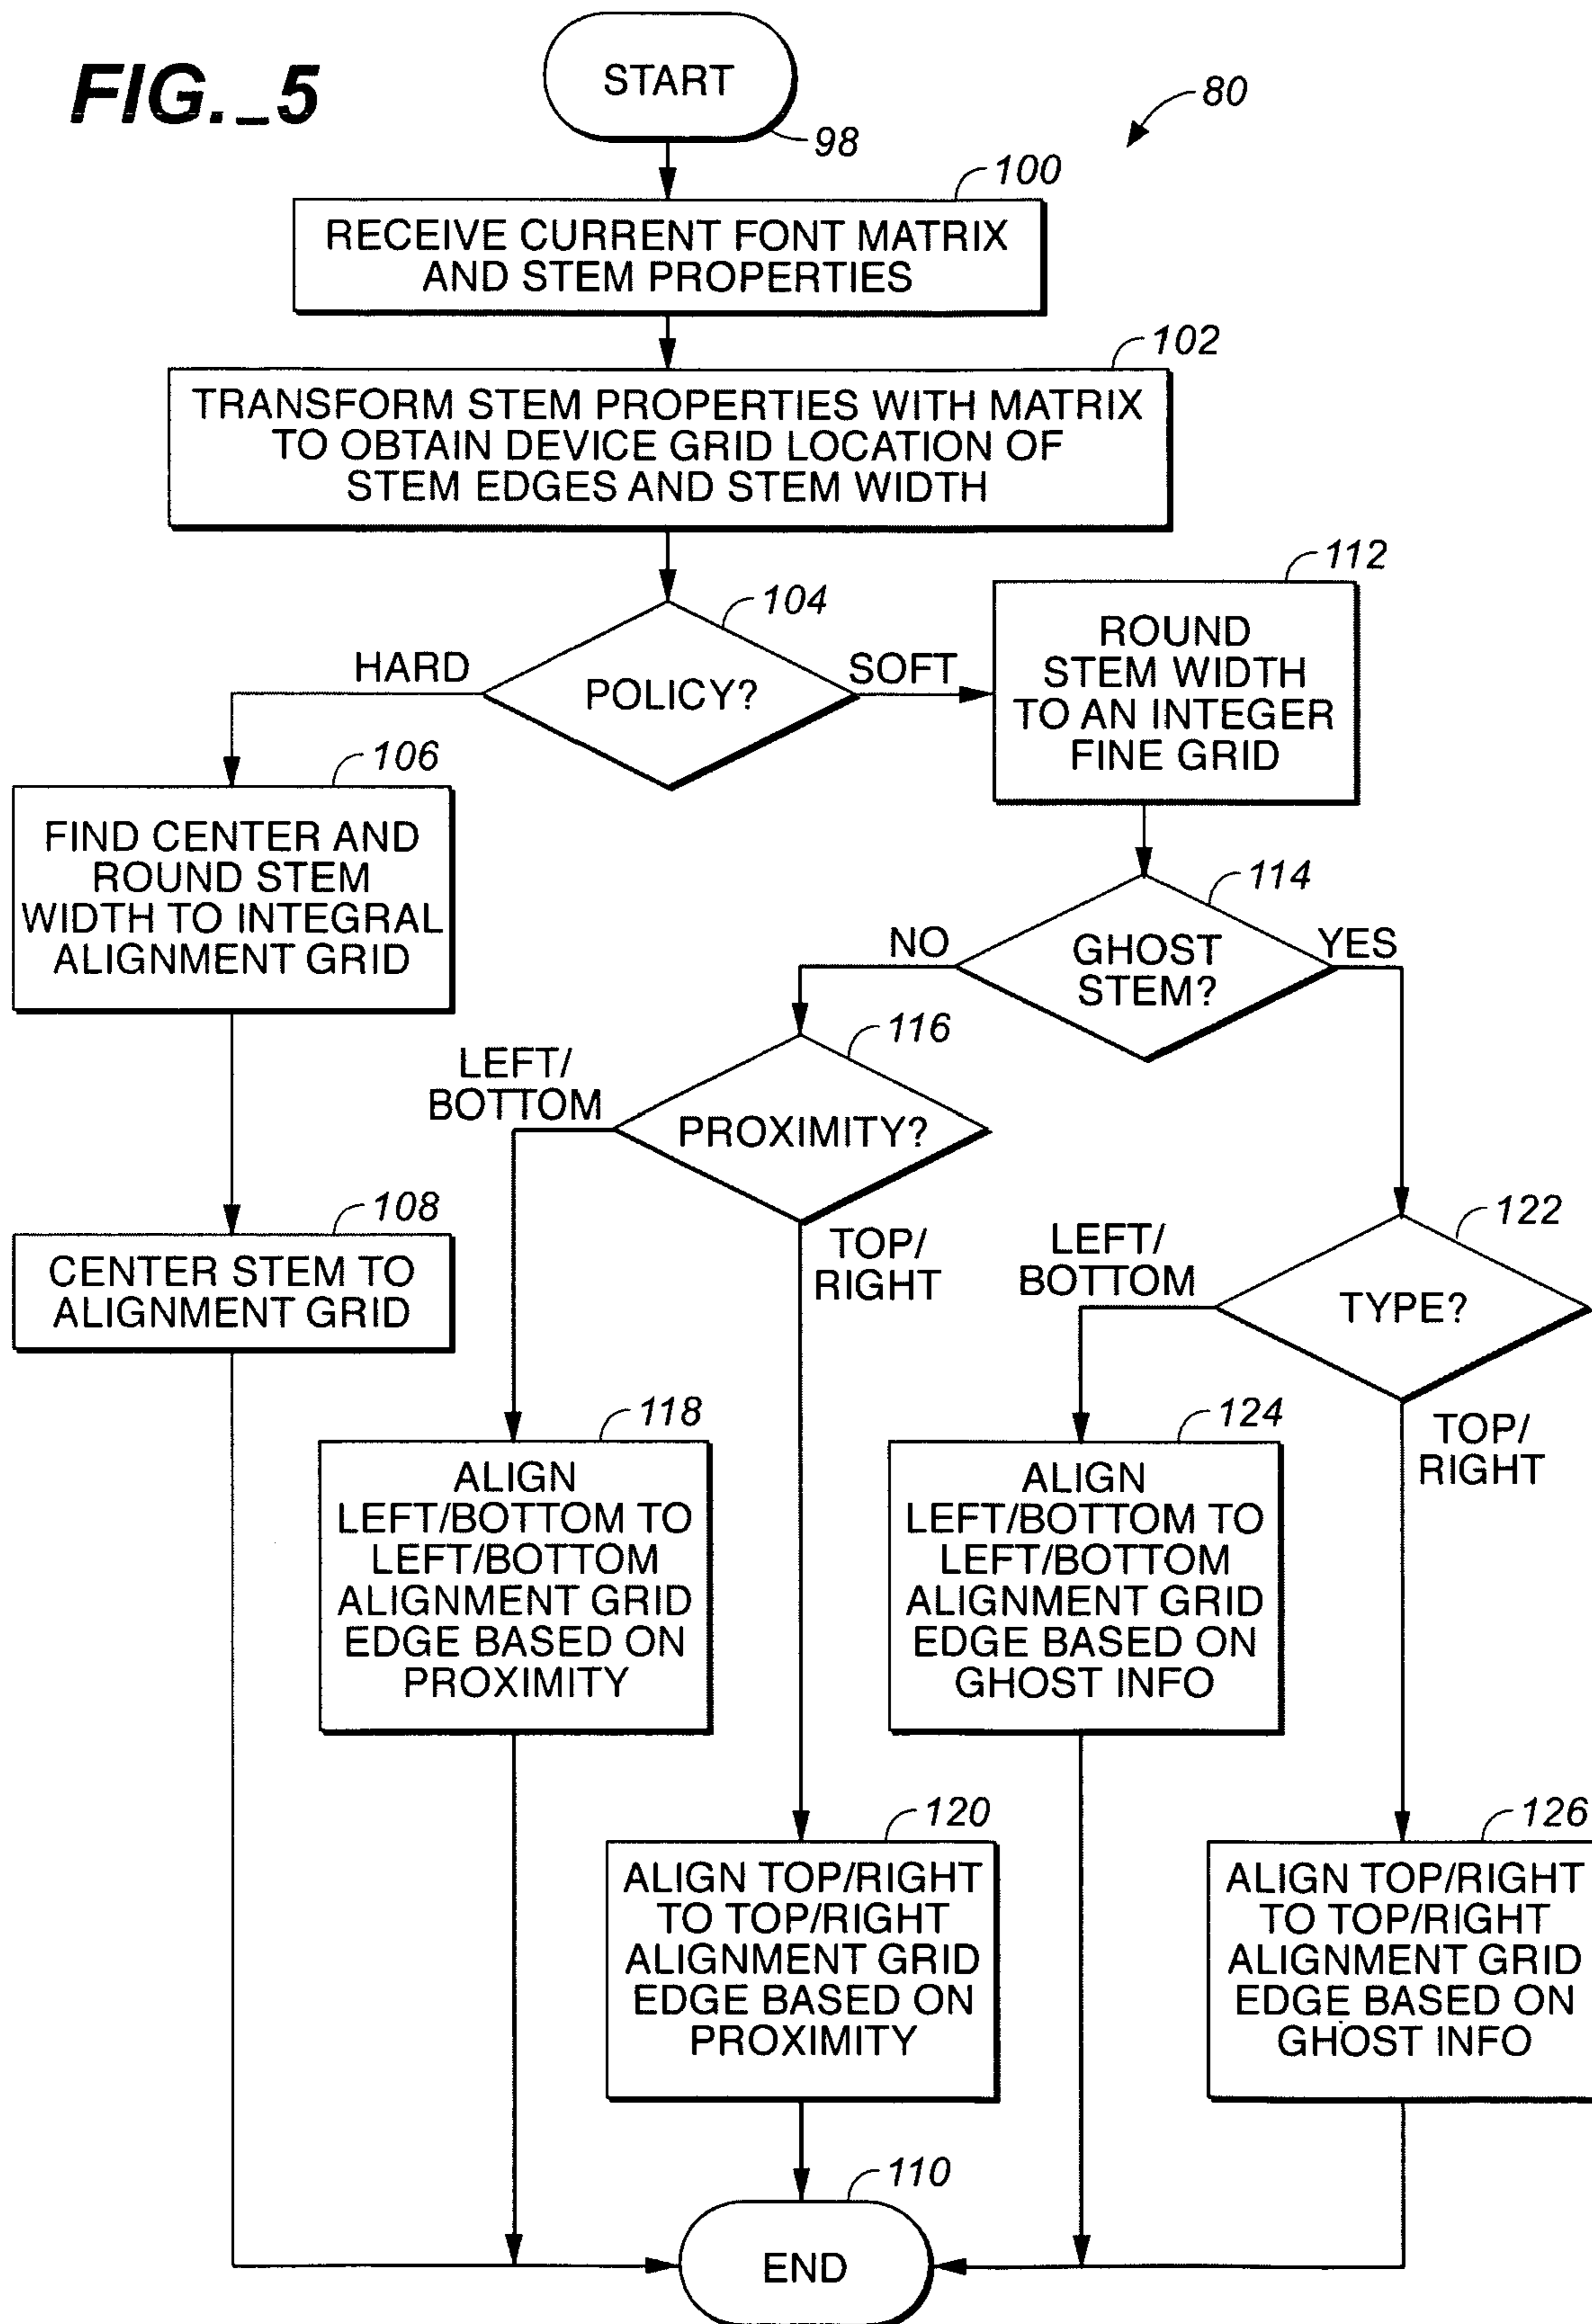 FIG._5
START
80
98
100
RECEIVE CURRENT FONT MATRIX
AND STEM PROPERTIES
102
TRANSFORM STEM PROPERTIES WITH MATRIX
TO OBTAIN DEVICE GRID LOCATION OF
STEM EDGES AND STEM WIDTH
104
POLICY?
HARD
SOFT
112
ROUND
STEM WIDTH
TO AN INTEGER
FINE GRID
106
FIND CENTER AND
ROUND STEM
WIDTH TO INTEGRAL
ALIGNMENT GRID
114
GHOST
STEM?
NO
YES
116
PROXIMITY?
LEFT/
BOTTOM
TOP/
RIGHT
108
CENTER STEM TO
ALIGNMENT GRID
122
TYPE?
LEFT/
BOTTOM
TOP/
RIGHT
118
ALIGN
LEFT/BOTTOM TO
LEFT/BOTTOM
ALIGNMENT GRID
EDGE BASED ON
PROXIMITY
124
ALIGN
LEFT/BOTTOM TO
LEFT/BOTTOM
ALIGNMENT GRID
EDGE BASED ON
GHOST INFO
120
ALIGN TOP/RIGHT
TO TOP/RIGHT
ALIGNMENT GRID
EDGE BASED ON
PROXIMITY
126
ALIGN TOP/RIGHT
TO TOP/RIGHT
ALIGNMENT GRID
EDGE BASED ON
GHOST INFO
110
END